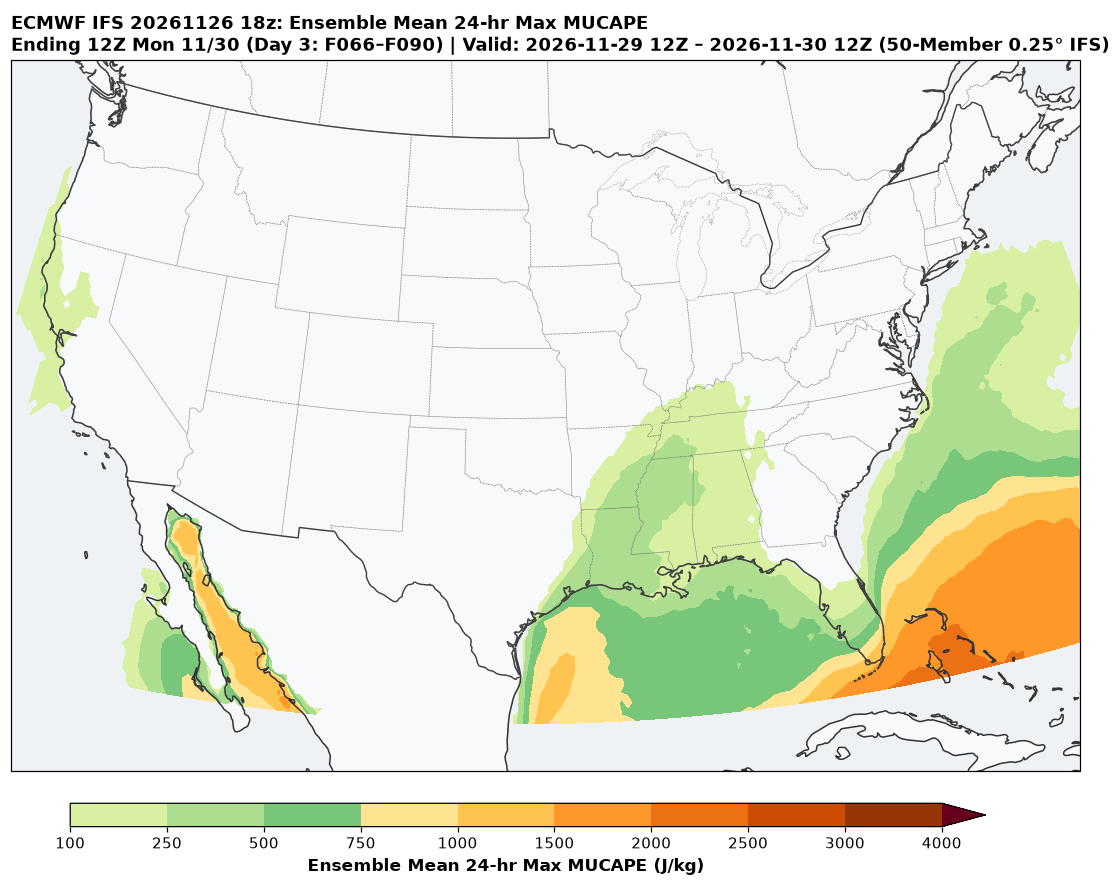 ECMWF IFS 20261126 18z: Ensemble Mean 24-hr Max MUCAPE
Ending 12Z Mon 11/30 (Day 3: F066–F090) | Valid: 2026-11-29 12Z – 2026-11-30 12Z (50-Member 0.25° IFS)
100 250 500 750 1000 1500 2000 2500 3000 4000
Ensemble Mean 24-hr Max MUCAPE (J/kg)